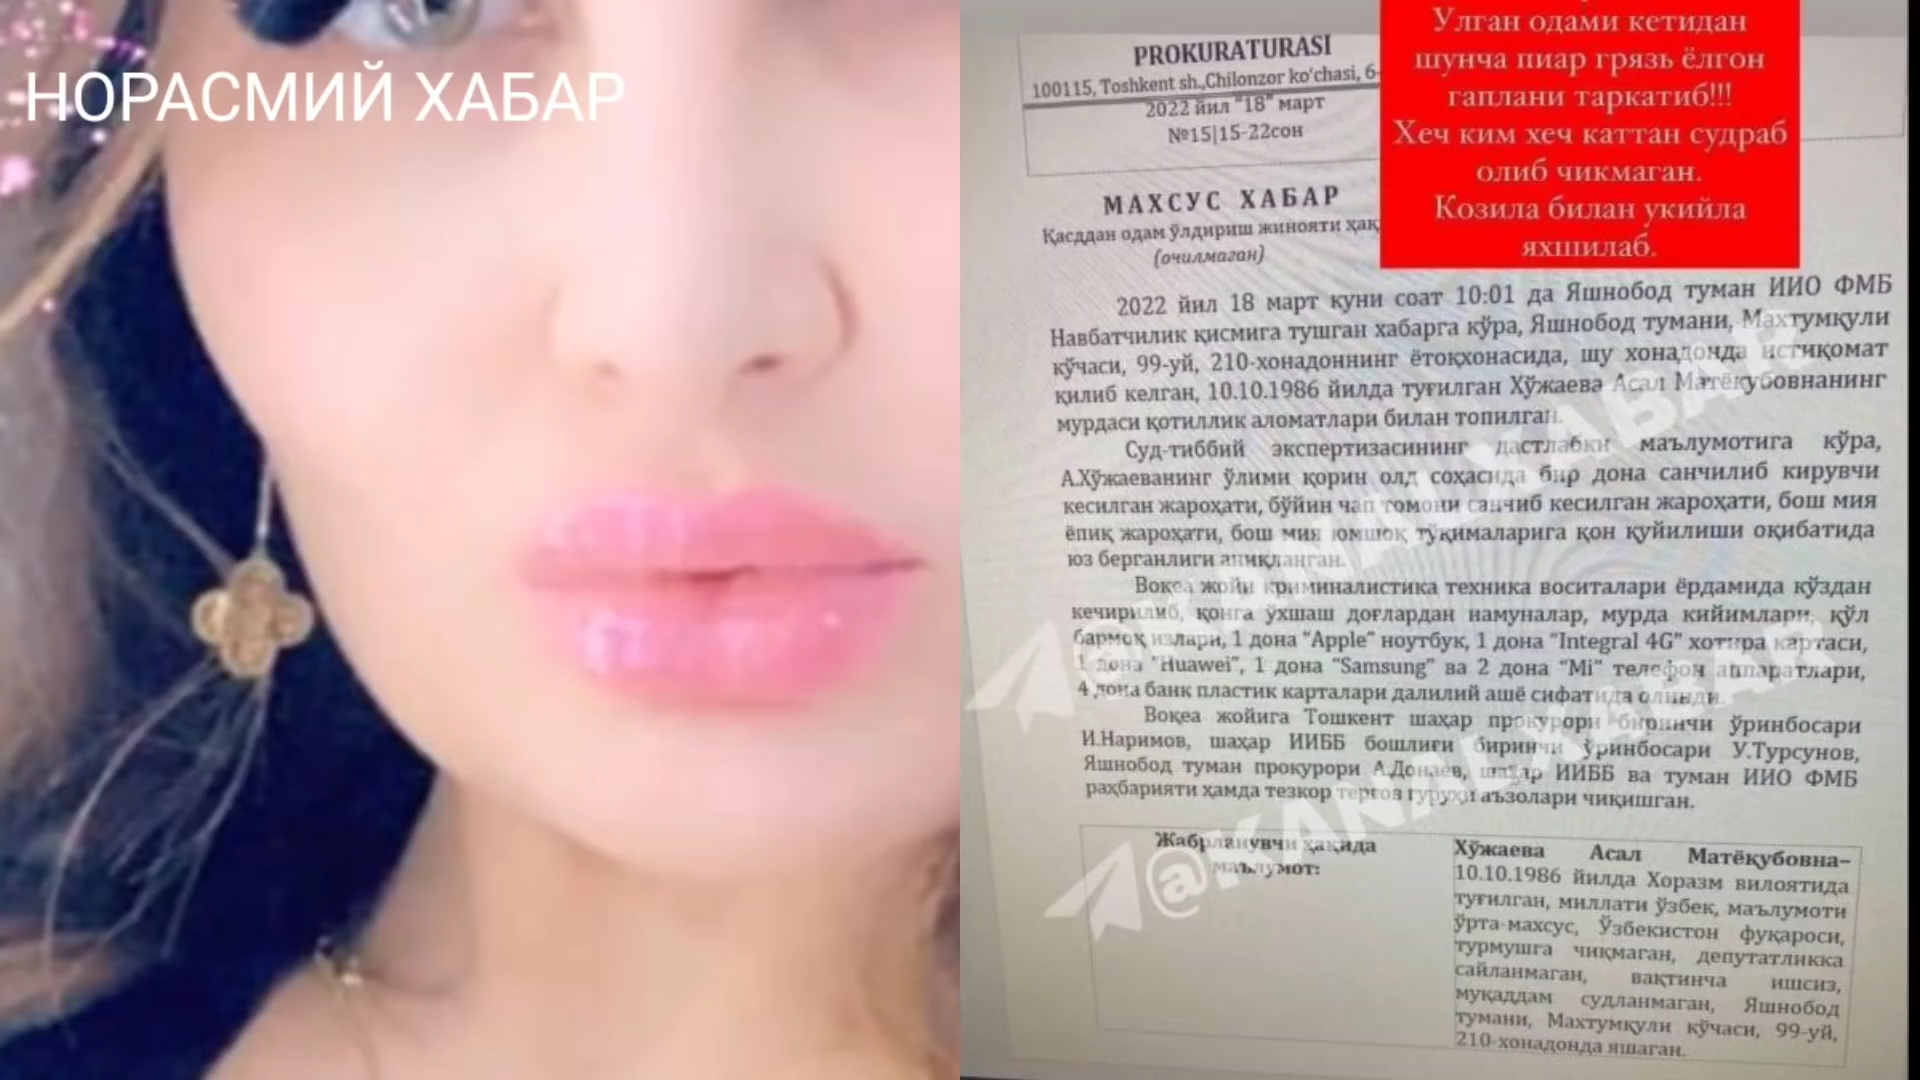 НОРАСМИЙ ХАБАР
PROKURATURASI
100115, Toshkent sh.,Chilonzor ko'chasi, 6-
2022 йил "18" март
№15|15-22сон
Улган одами кетидан
шунча пиар грязь ёлгон
гаплани таркатиб!!!
Хеч ким хеч каттан судраб
олиб чикмаган.
Козила билан укийла
яхшилаб.
МАХСУС ХАБАР
Қасддан одам ўлдириш жинояти ҳақ
(очилмаган)
2022 йил 18 март куни соат 10:01 да Яшнобод туман ИИО ФМБ
Навбатчилик қисмига тушган хабарга кўра, Яшнобод тумани, Махтумқули
кўчаси, 99-уй, 210-хонадоннинг ётоқхонасида, шу хонадонда истиқомат
қилиб келган, 10.10.1986 йилда туғилган Хўжаева Асал Матёқубовнанинг
мурдаси қотиллик аломатлари билан топилган.
Суд-тиббий экспертизасининг дастлабки маълумотига кўра,
А.Хўжаеванинг ўлими қорин олд соҳасида бир дона санчилиб кирувчи
кесилган жароҳати, бўйин чап томони санчиб кесилган жароҳати, бош мия
ёпиқ жароҳати, бош мия юмшоқ тўқималарига қон қуйилиши оқибатида
юз берганлиги аниқланган.
Воқеа жойи криминалистика техника воситалари ёрдамида кўздан
кечирилиб, қонга ўхшаш доғлардан намуналар, мурда кийимлари, қўл
бармоқ излари, 1 дона "Apple" ноутбук, 1 дона "Integral 4G" хотира картаси,
1 дона "Huawei", 1 дона "Samsung" ва 2 дона "Mi" телефон аппаратлари,
4 дона банк пластик карталари далилий ашё сифатида олинди.
Воқеа жойига Тошкент шаҳар прокурори биринчи ўринбосари
И.Наримов, шаҳар ИИББ бошлиғи биринчи ўринбосари У.Турсунов,
Яшнобод туман прокурори А.Донаев, шаҳар ИИББ ва туман ИИО ФМБ
раҳбарияти ҳамда тезкор тергов гуруҳи аъзолари чиқишган.
Жабрланувчи ҳақида
маълумот:
Хўжаева Асал Матёқубовна–
10.10.1986 йилда Хоразм вилоятида
туғилган, миллати ўзбек, маълумоти
ўрта-махсус, Ўзбекистон фуқароси,
турмушга чиқмаган, депутатликка
сайланмаган, вақтинча ишсиз,
муқаддам судланмаган, Яшнобод
тумани, Махтумқули кўчаси, 99-уй,
210-хонадонда яшаган.
@KANALXABAR
@KANALXABAR